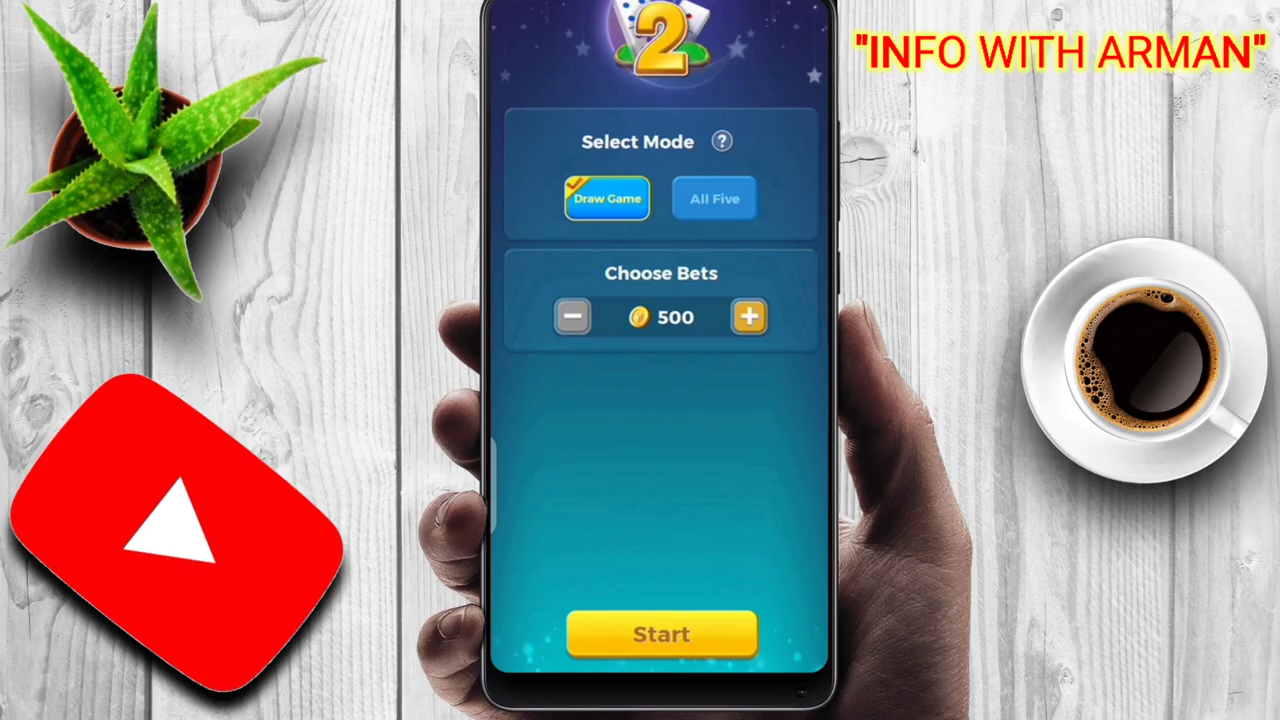 2
"INFO WITH ARMAN"
Select Mode ?
Draw Game
All Five
Choose Bets
500
Start